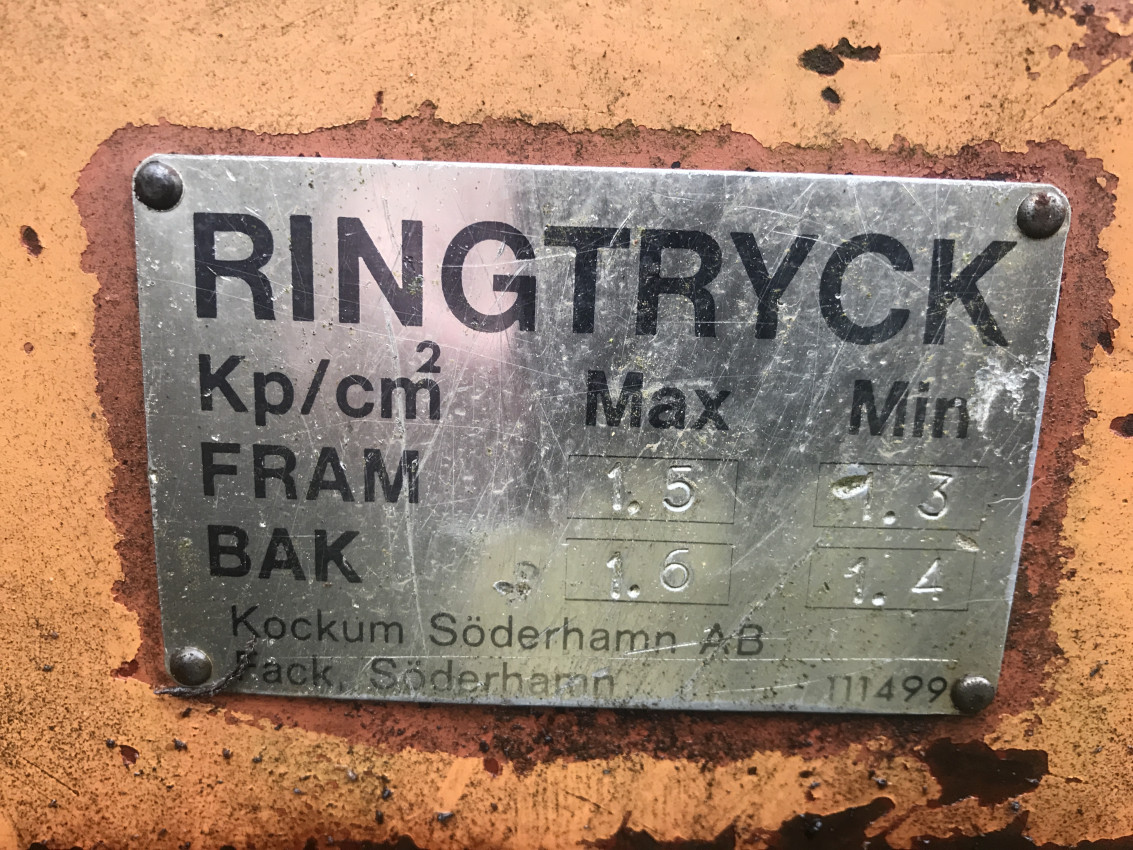 RINGTRYCK
Kp/cm² Max Min
FRAM 1.5 1.3
BAK 1.6 1.4
Kockum Söderhamn AB
Fack, Söderhamn 111499